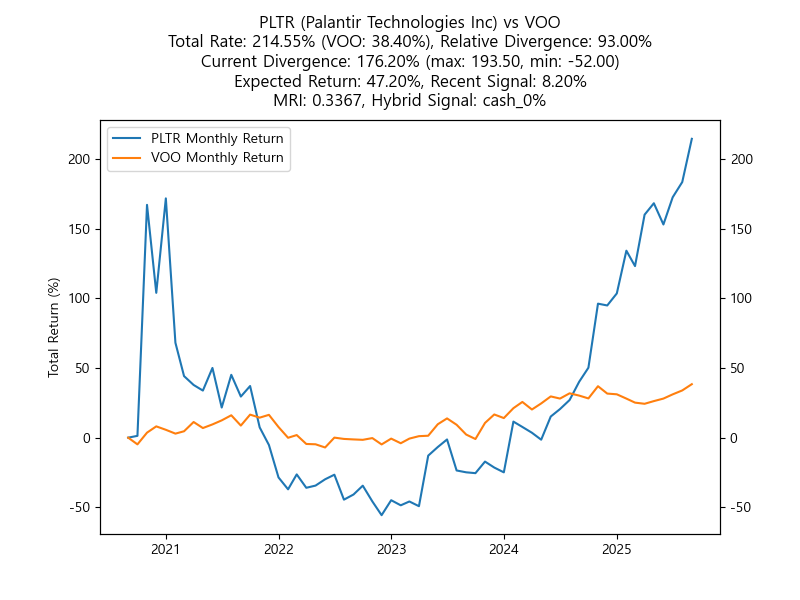 PLTR (Palantir Technologies Inc) vs VOO
Total Rate: 214.55% (VOO: 38.40%), Relative Divergence: 93.00%
Current Divergence: 176.20% (max: 193.50, min: -52.00)
Expected Return: 47.20%, Recent Signal: 8.20%
MRI: 0.3367, Hybrid Signal: cash_0%
PLTR Monthly Return
VOO Monthly Return
Total Return (%)
200
150
100
50
0
-50
200
150
100
50
0
-50
2021 2022 2023 2024 2025